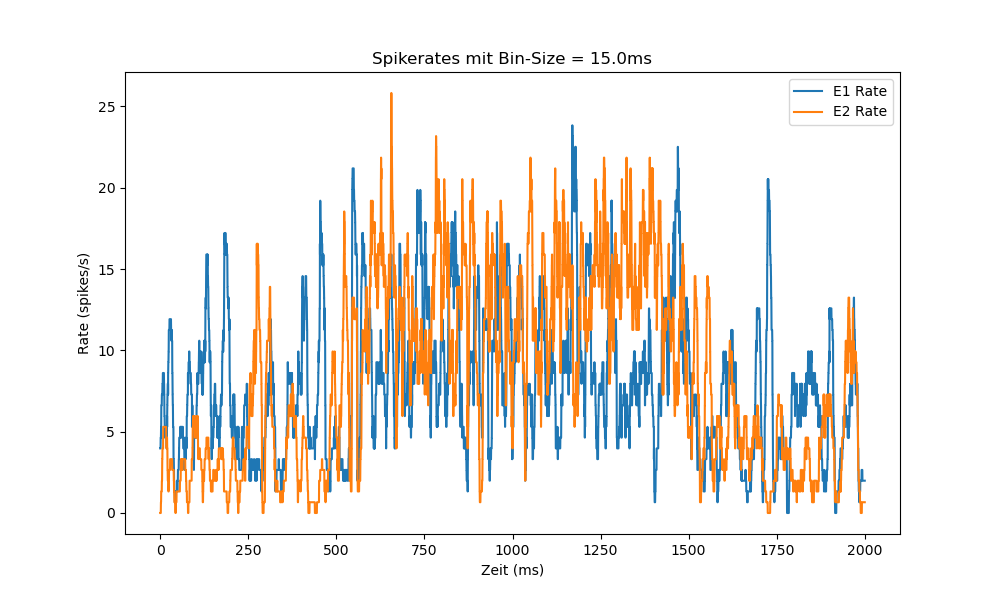 Spikerates mit Bin-Size = 15.0ms
E1 Rate
E2 Rate
Rate (spikes/s)
25
20
15
10
5
0
0 250 500 750 1000 1250 1500 1750 2000
Zeit (ms)